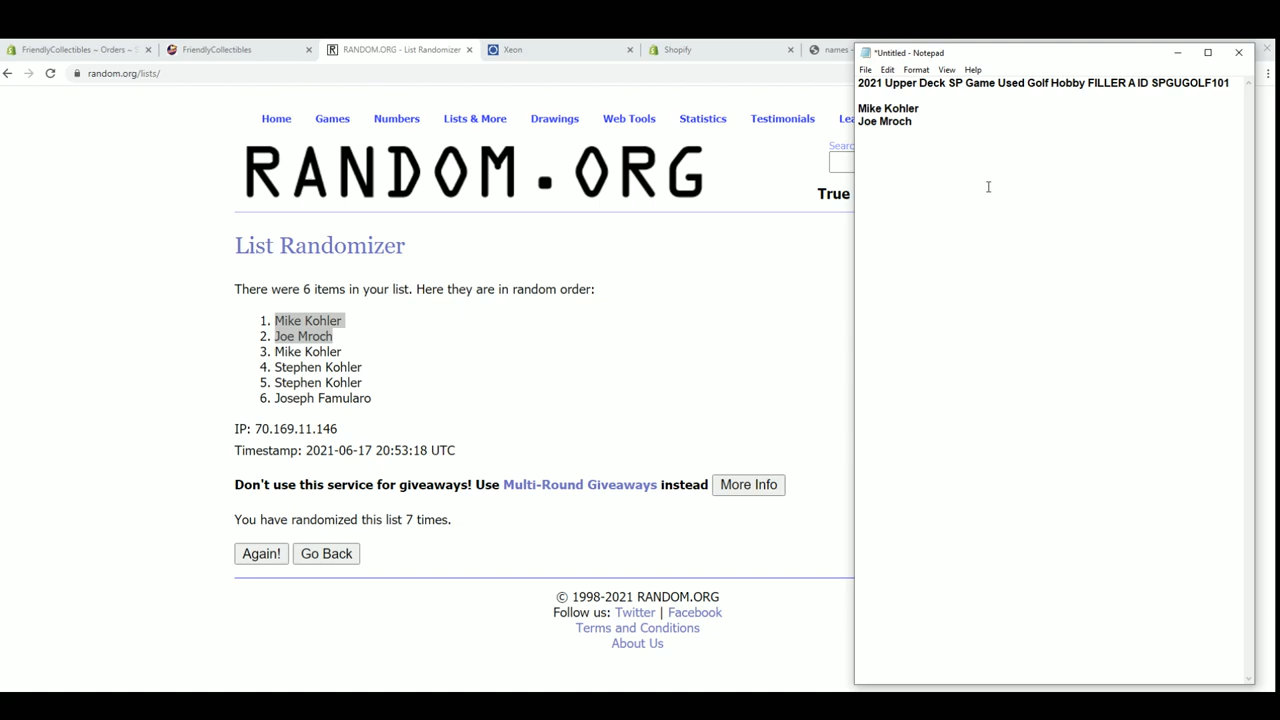 FriendlyCollectibles ~ Orders ~ S
FriendlyCollectibles
RANDOM.ORG - List Randomizer
Xeon
Shopify
names -
random.org/lists/
Home Games Numbers Lists & More Drawings Web Tools Statistics Testimonials Lea
Searc
RANDOM.ORG
True
List Randomizer
There were 6 items in your list. Here they are in random order:
1. Mike Kohler
2. Joe Mroch
3. Mike Kohler
4. Stephen Kohler
5. Stephen Kohler
6. Joseph Famularo
IP: 70.169.11.146
Timestamp: 2021-06-17 20:53:18 UTC
Don't use this service for giveaways! Use Multi-Round Giveaways instead More Info
You have randomized this list 7 times.
Again! Go Back
© 1998-2021 RANDOM.ORG
Follow us: Twitter | Facebook
Terms and Conditions
About Us
*Untitled - Notepad
File Edit Format View Help
2021 Upper Deck SP Game Used Golf Hobby FILLER A ID SPGUGOLF101
Mike Kohler
Joe Mroch